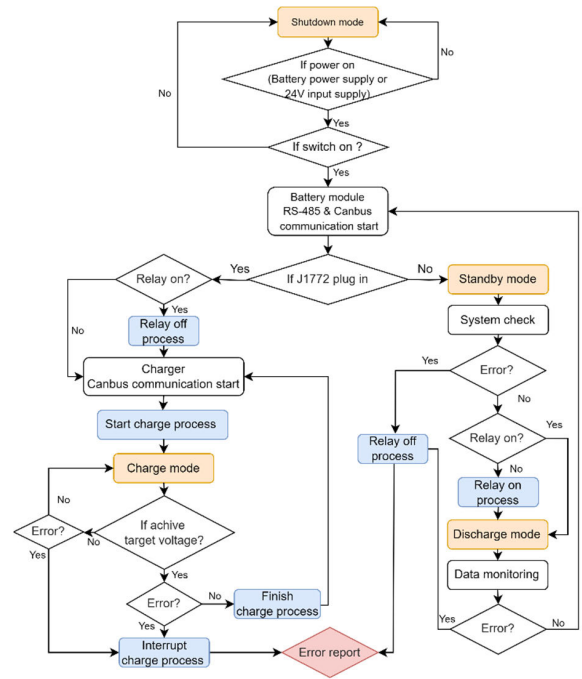 Shutdown mode
No
If power on
(Battery power supply or
24V input supply)
No
Yes
If switch on ?
Yes
Battery module
RS-485 & Canbus
communication start
Relay on?
Yes
If J1772 plug in
No
Standby mode
Yes
Relay off
process
No
System check
Charger
Canbus communication start
Yes
Error?
No
Start charge process
Relay off
process
Relay on?
Yes
No
Charge mode
Relay on
process
No
Error?
No
If achive
target voltage?
Discharge mode
Yes
Yes
Data monitoring
Error?
No
Finish
charge process
Yes
Yes
Error?
No
Interrupt
charge process
Error report